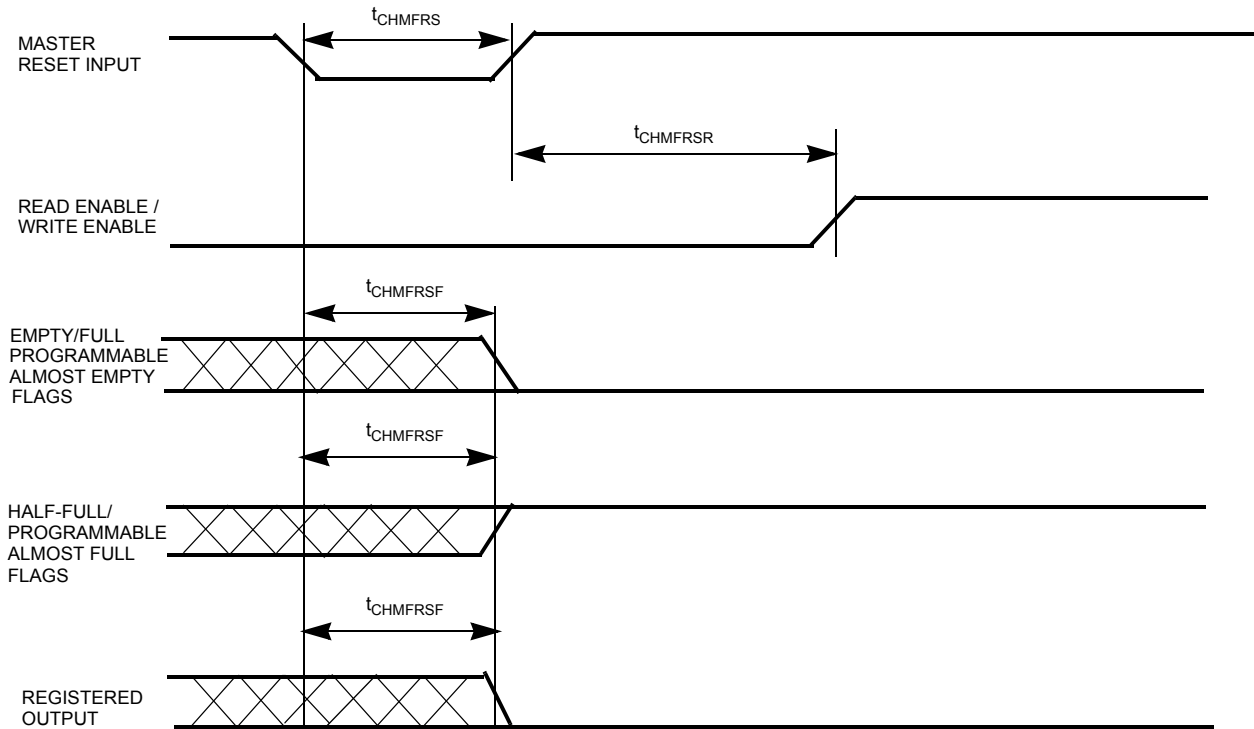 tCHMFRS
MASTER
RESET INPUT
tCHMFRSR
READ ENABLE /
WRITE ENABLE
tCHMFRSF
EMPTY/FULL
PROGRAMMABLE
ALMOST EMPTY
FLAGS
tCHMFRSF
HALF-FULL/
PROGRAMMABLE
ALMOST FULL
FLAGS
tCHMFRSF
REGISTERED
OUTPUT